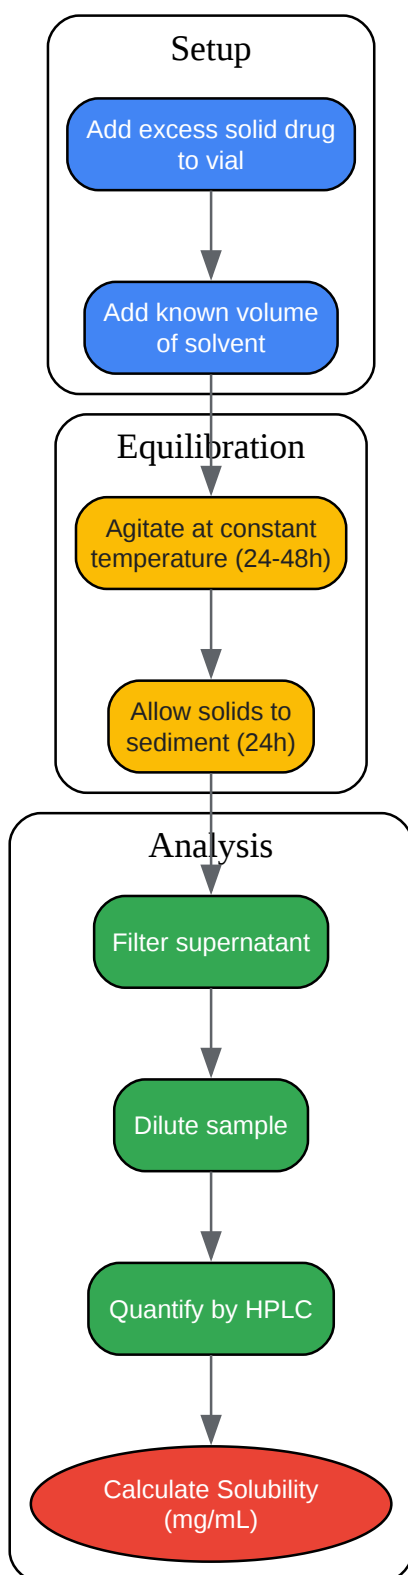 Setup
Add excess solid drug
to vial
Add known volume
of solvent
Equilibration
Agitate at constant
temperature (24-48h)
Allow solids to
sediment (24h)
Analysis
Filter supernatant
Dilute sample
Quantify by HPLC
Calculate Solubility
(mg/mL)